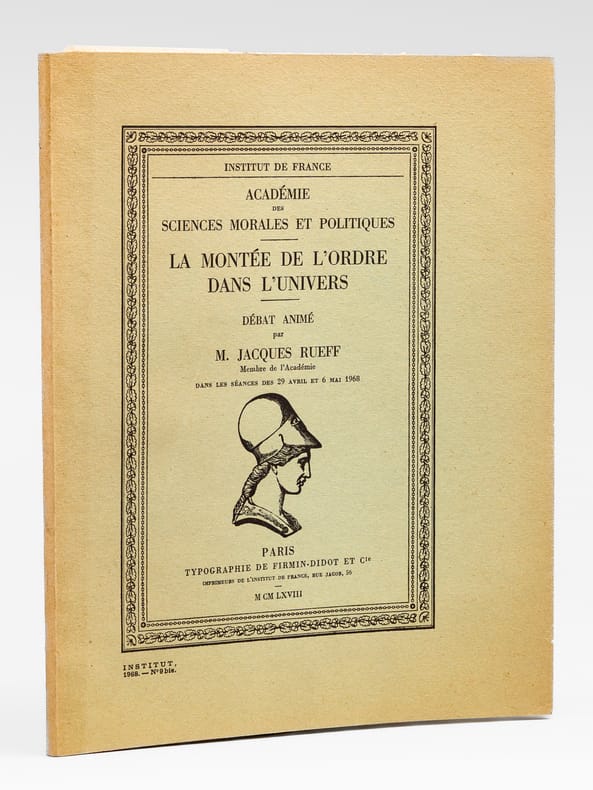 INSTITUT DE FRANCE
ACADÉMIE
DES
SCIENCES MORALES ET POLITIQUES
LA MONTÉE DE L'ORDRE
DANS L'UNIVERS
DÉBAT ANIMÉ
par
M. JACQUES RUEFF
Membre de l'Académie
DANS LES SÉANCES DES 29 AVRIL ET 6 MAI 1968
PARIS
TYPOGRAPHIE DE FIRMIN-DIDOT ET Cie
IMPRIMEURS DE L'INSTITUT DE FRANCE, RUE JACOB, 56
M CM LXVIII
INSTITUT.
1968. — N° 9 bis.